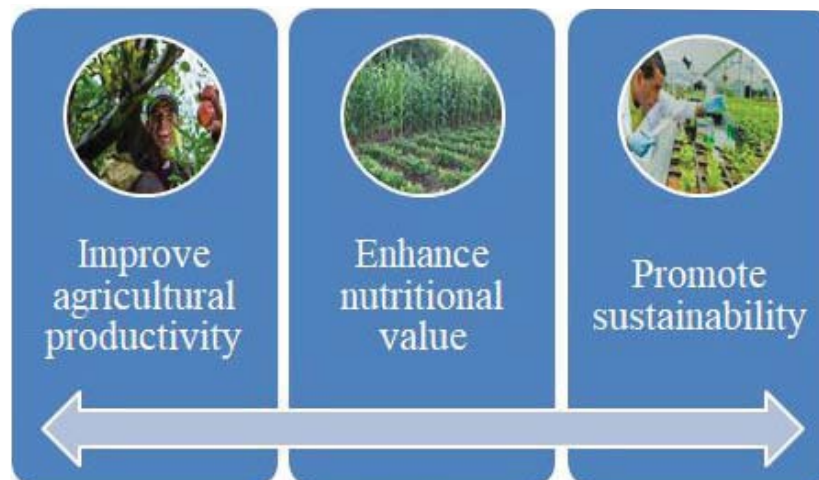 Improve
agricultural
productivity
Enhance
nutritional
value
Promote
sustainability